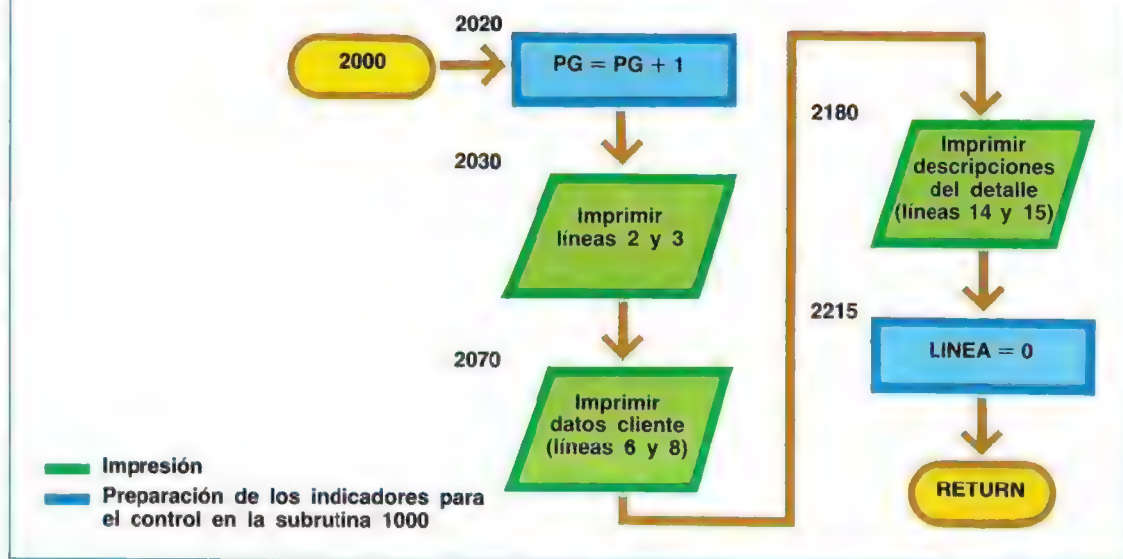 2000
2020
PG = PG + 1
2030
Imprimir
líneas 2 y 3
2070
Imprimir
datos cliente
(líneas 6 y 8)
2180
Imprimir
descripciones
del detalle
(líneas 14 y 15)
2215
LINEA = 0
RETURN
Impresión
Preparación de los indicadores para
el control en la subrutina 1000